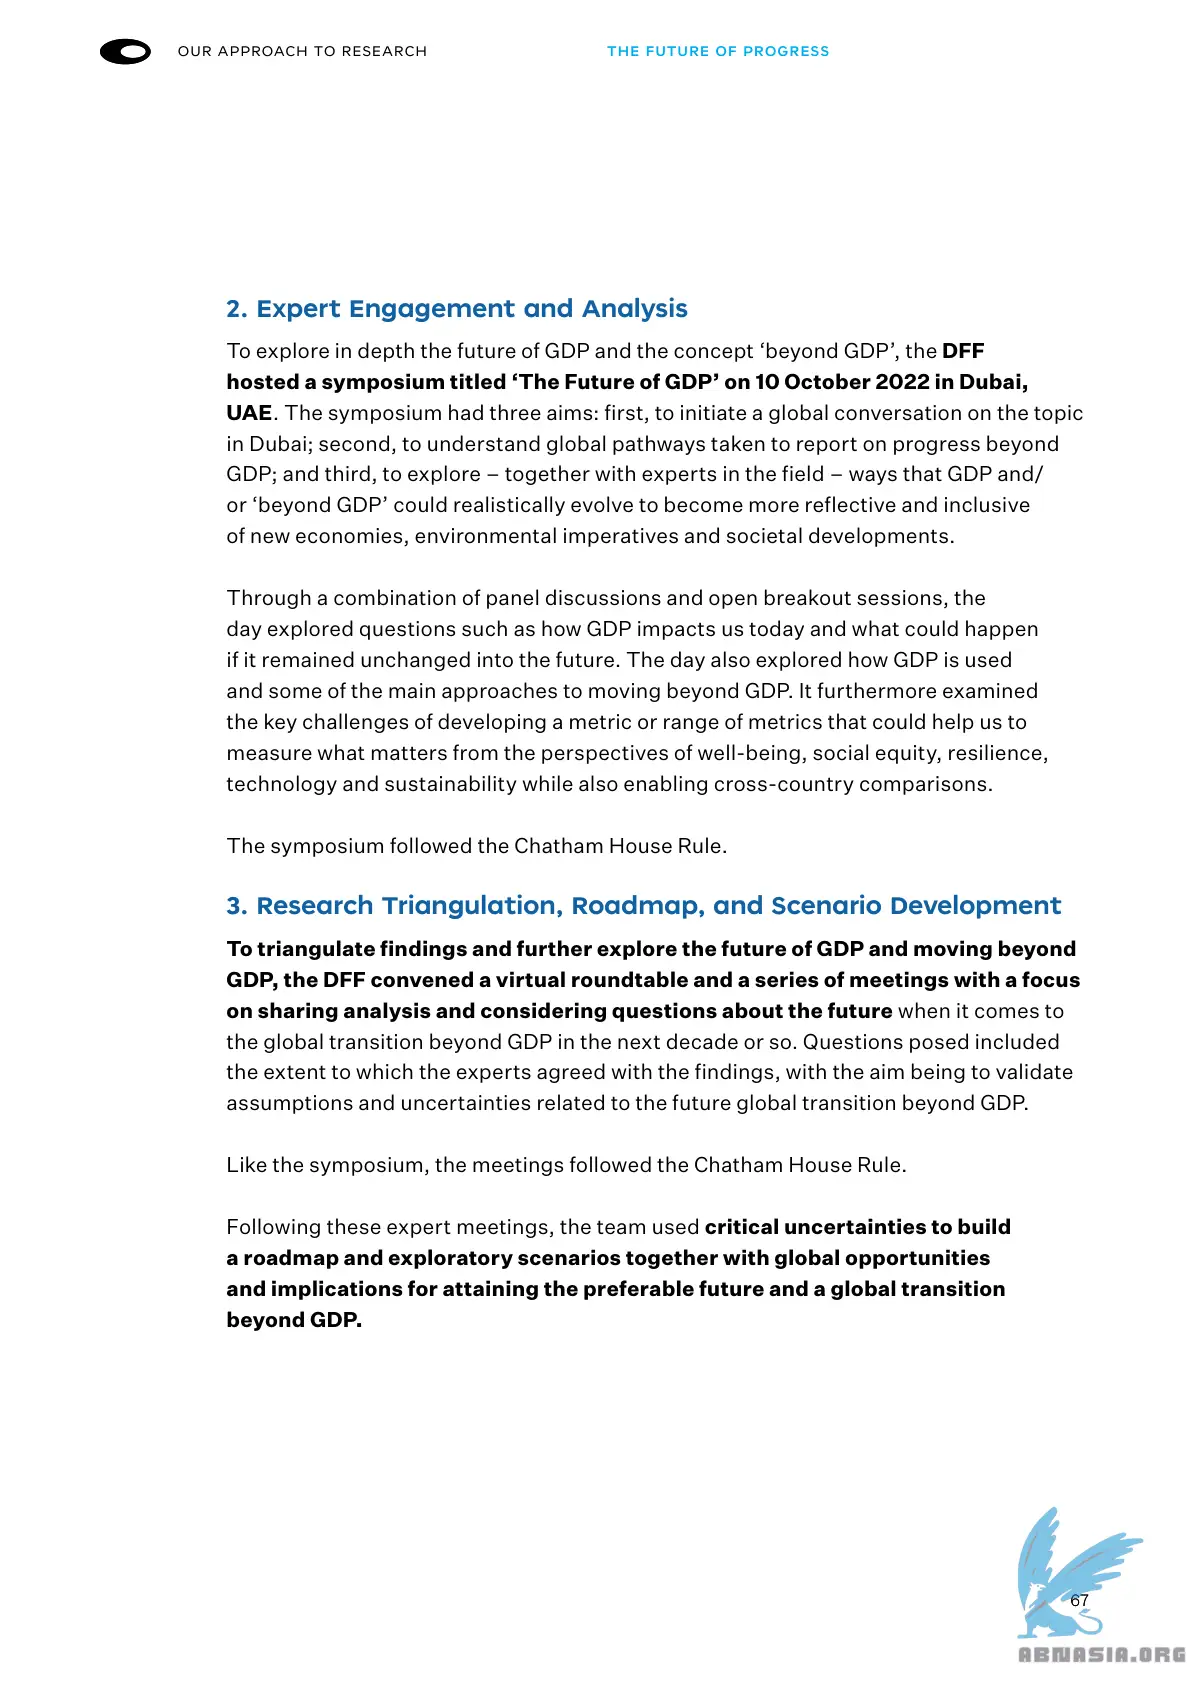 OUR APPROACH TO RESEARCH
THE FUTURE OF PROGRESS
2. Expert Engagement and Analysis
To explore in depth the future of GDP and the concept ‘beyond GDP’, the DFF
hosted a symposium titled ‘The Future of GDP’ on 10 October 2022 in Dubai,
UAE. The symposium had three aims: first, to initiate a global conversation on the topic
in Dubai; second, to understand global pathways taken to report on progress beyond
GDP; and third, to explore – together with experts in the field – ways that GDP and/
or ‘beyond GDP’ could realistically evolve to become more reflective and inclusive
of new economies, environmental imperatives and societal developments.
Through a combination of panel discussions and open breakout sessions, the
day explored questions such as how GDP impacts us today and what could happen
if it remained unchanged into the future. The day also explored how GDP is used
and some of the main approaches to moving beyond GDP. It furthermore examined
the key challenges of developing a metric or range of metrics that could help us to
measure what matters from the perspectives of well-being, social equity, resilience,
technology and sustainability while also enabling cross-country comparisons.
The symposium followed the Chatham House Rule.
3. Research Triangulation, Roadmap, and Scenario Development
To triangulate findings and further explore the future of GDP and moving beyond
GDP, the DFF convened a virtual roundtable and a series of meetings with a focus
on sharing analysis and considering questions about the future when it comes to
the global transition beyond GDP in the next decade or so. Questions posed included
the extent to which the experts agreed with the findings, with the aim being to validate
assumptions and uncertainties related to the future global transition beyond GDP.
Like the symposium, the meetings followed the Chatham House Rule.
Following these expert meetings, the team used critical uncertainties to build
a roadmap and exploratory scenarios together with global opportunities
and implications for attaining the preferable future and a global transition
beyond GDP.
67
ABNASIA.ORG